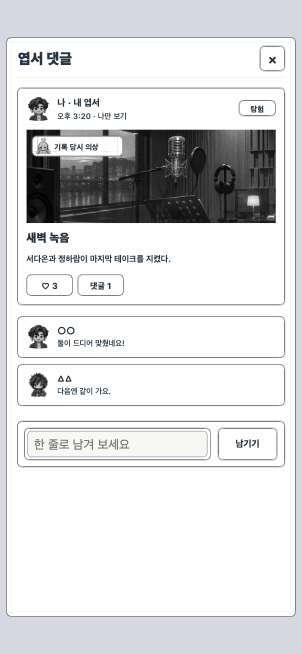 엽서 댓글
×
나 · 내 엽서
오후 3:20 · 나만 보기
탐험
기록 당시 의상
새벽 녹음
서다온과 정하람이 마지막 테이크를 지켰다.
♡ 3
댓글 1
○○
둘이 드디어 맞췄네요!
△△
다음엔 같이 가요.
한 줄로 남겨 보세요
남기기